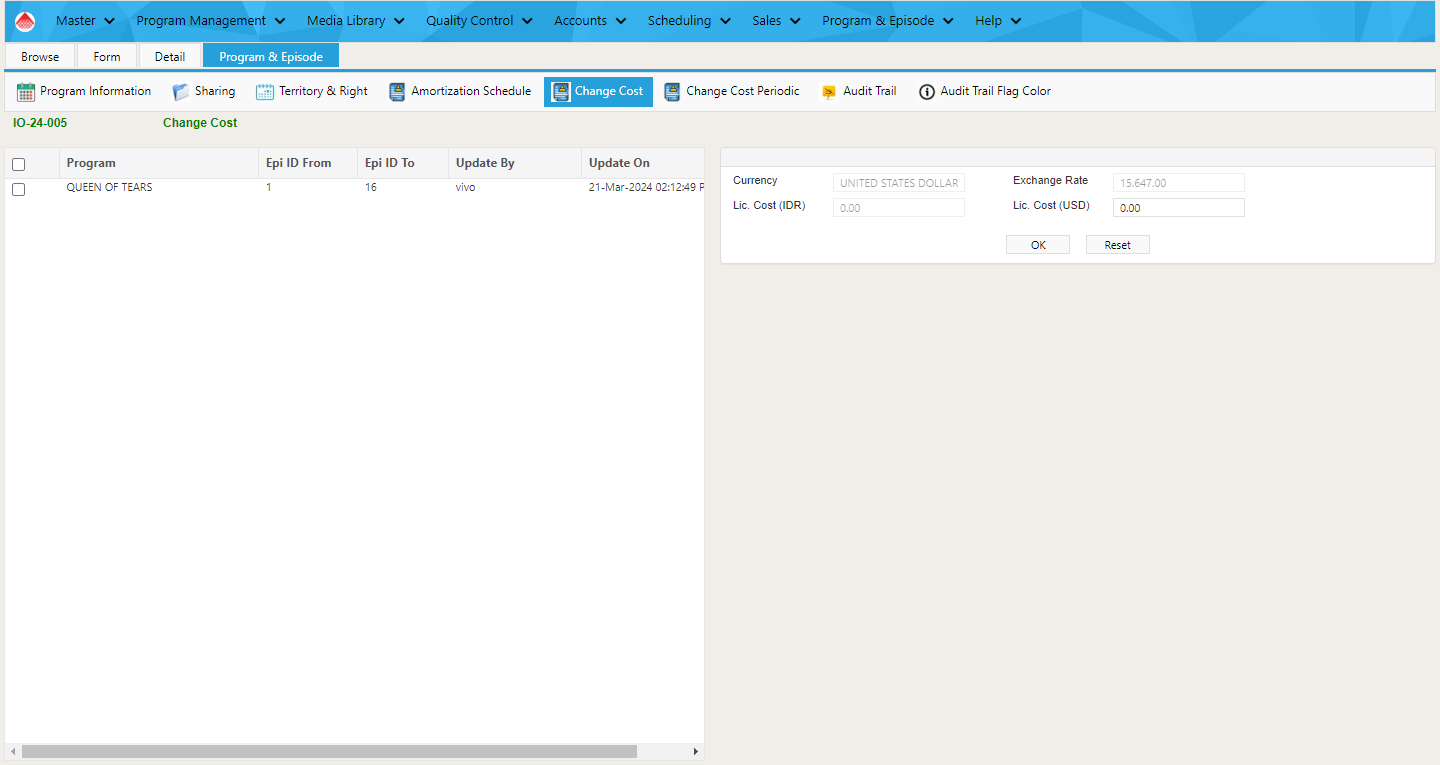 Master Program Management Media Library Quality Control Accounts Scheduling Sales Program & Episode Help
Browse Form Detail Program & Episode
Program Information Sharing Territory & Right Amortization Schedule Change Cost Change Cost Periodic Audit Trail Audit Trail Flag Color
IO-24-005 Change Cost
Program Epi ID From Epi ID To Update By Update On
QUEEN OF TEARS 1 16 vivo 21-Mar-2024 02:12:49 P
Currency UNITED STATES DOLLAR Exchange Rate 15.647.00
Lic. Cost (IDR) 0.00 Lic. Cost (USD) 0.00
OK Reset